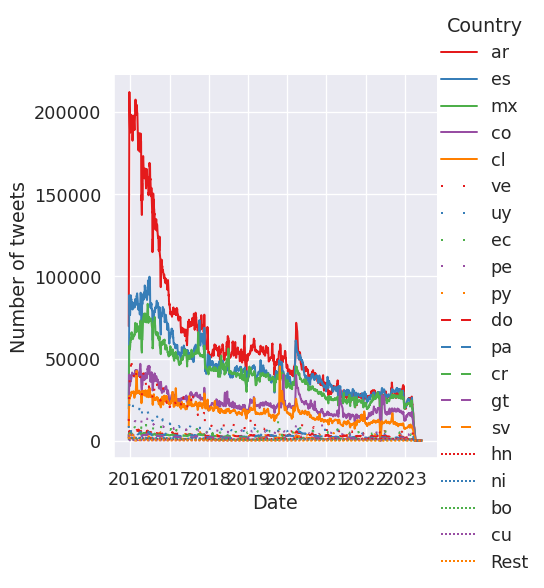 Country
ar
es
mx
co
cl
ve
uy
ec
pe
py
do
pa
cr
gt
sv
hn
ni
bo
cu
Rest
Number of tweets
200000
150000
100000
50000
0
2016 2017 2018 2019 2020 2021 2022 2023
Date